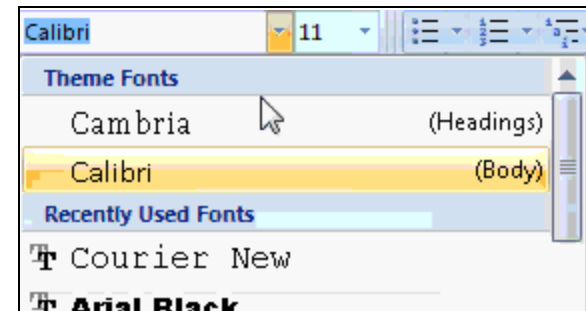 Calibri 11
Theme Fonts
Cambria (Headings)
Calibri (Body)
Recently Used Fonts
Courier New
Arial Black